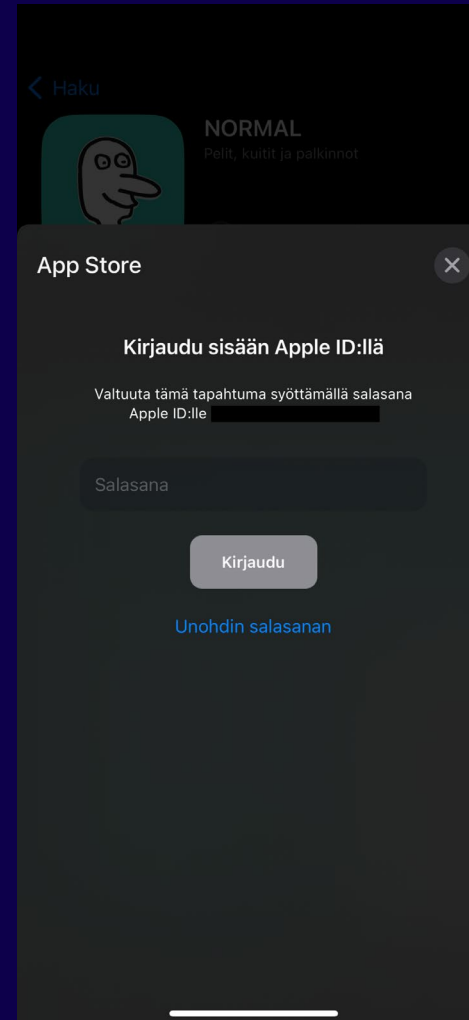 Haku
NORMAL
Pelit, kuitit ja palkinnot
App Store
Kirjaudu sisään Apple ID:llä
Valtuuta tämä tapahtuma syöttämällä salasana
Apple ID:lle
Salasana
Kirjaudu
Unohdin salasanan